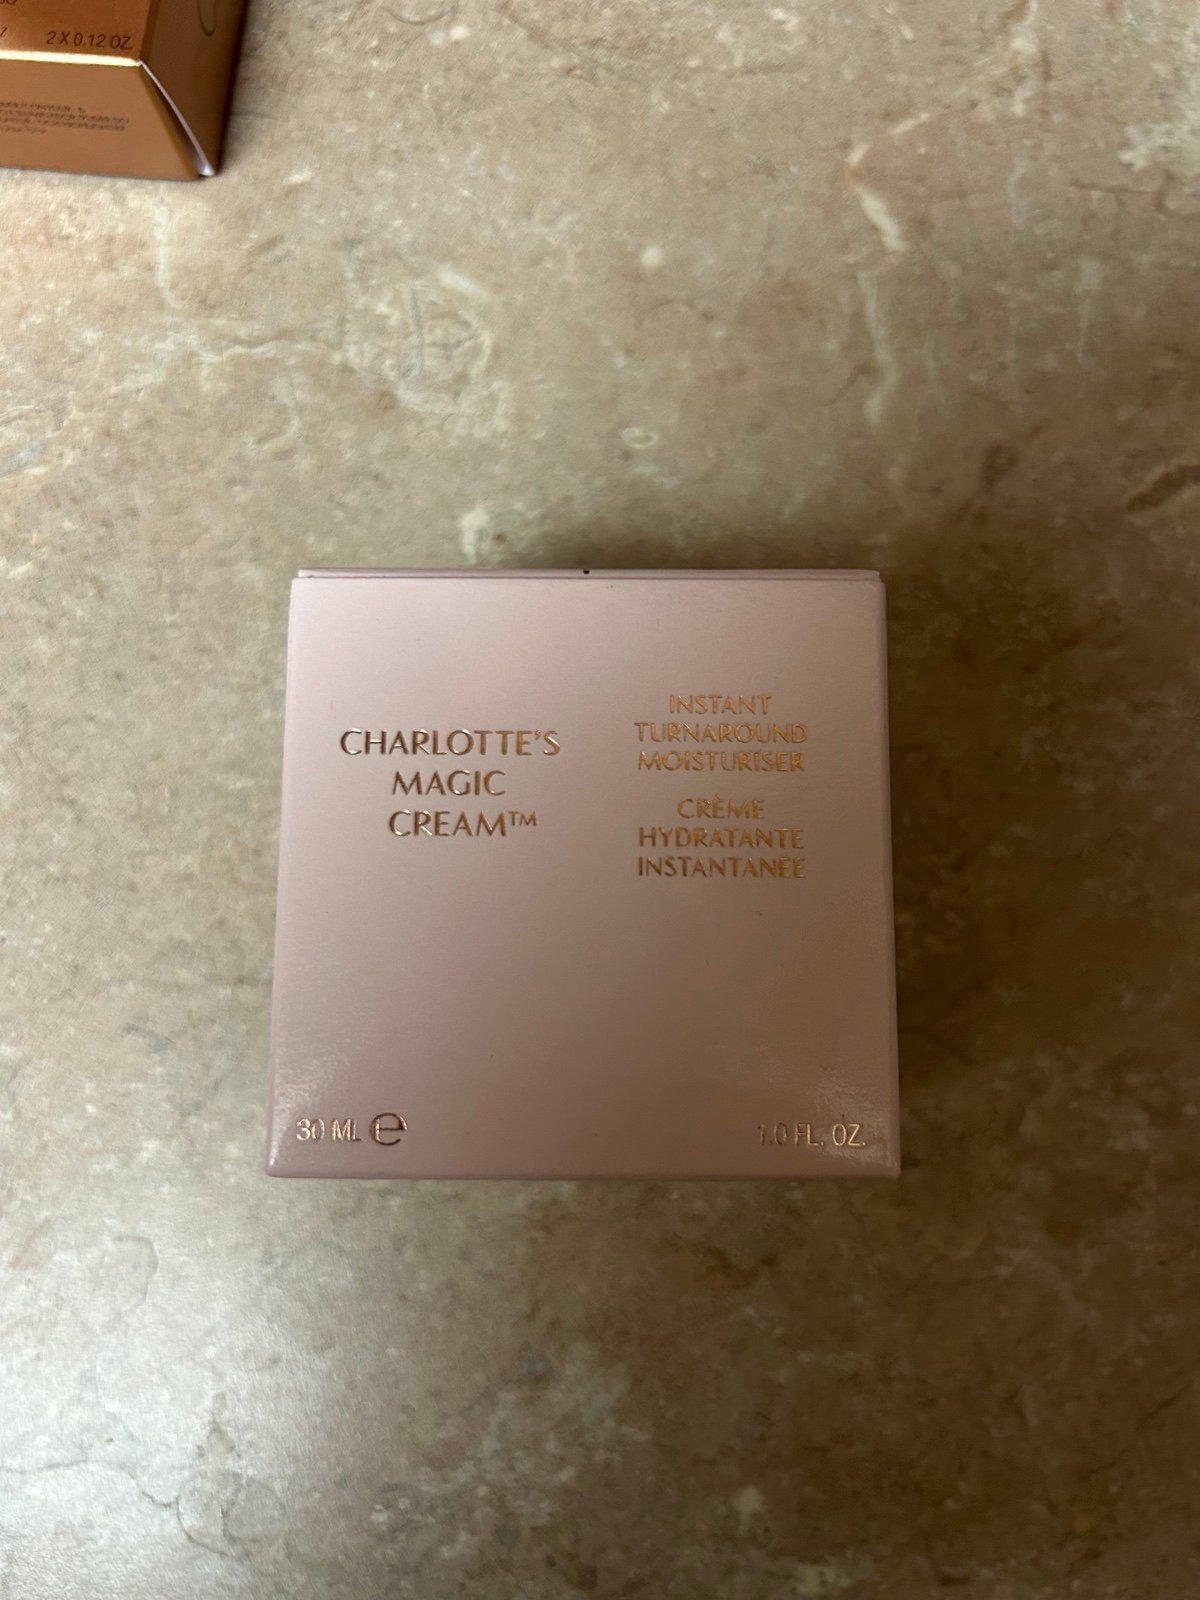 2 X 0.12 OZ.
CHARLOTTE'S
MAGIC
CREAM™
INSTANT
TURNAROUND
MOISTURISER
CRÈME
HYDRATANTE
INSTANTANÉE
30 ML ℮
1.0 FL. OZ.